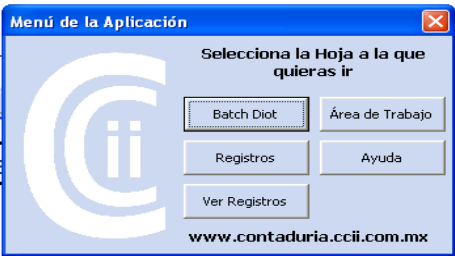 Menú de la Aplicación
Selecciona la Hoja a la que
quieras ir
Batch Diot
Área de Trabajo
Registros
Ayuda
Ver Registros
www.contaduria.ccii.com.mx
CCii